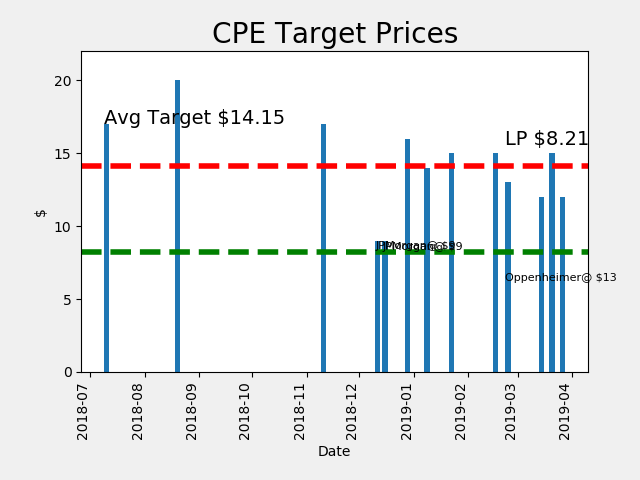 CPE Target Prices
Avg Target $14.15
LP $8.21
JPMorgan@ $9
Oppenheimer@ $13
$
20
15
10
5
0
2018-07
2018-08
2018-09
2018-10
2018-11
2018-12
2019-01
2019-02
2019-03
2019-04
Date